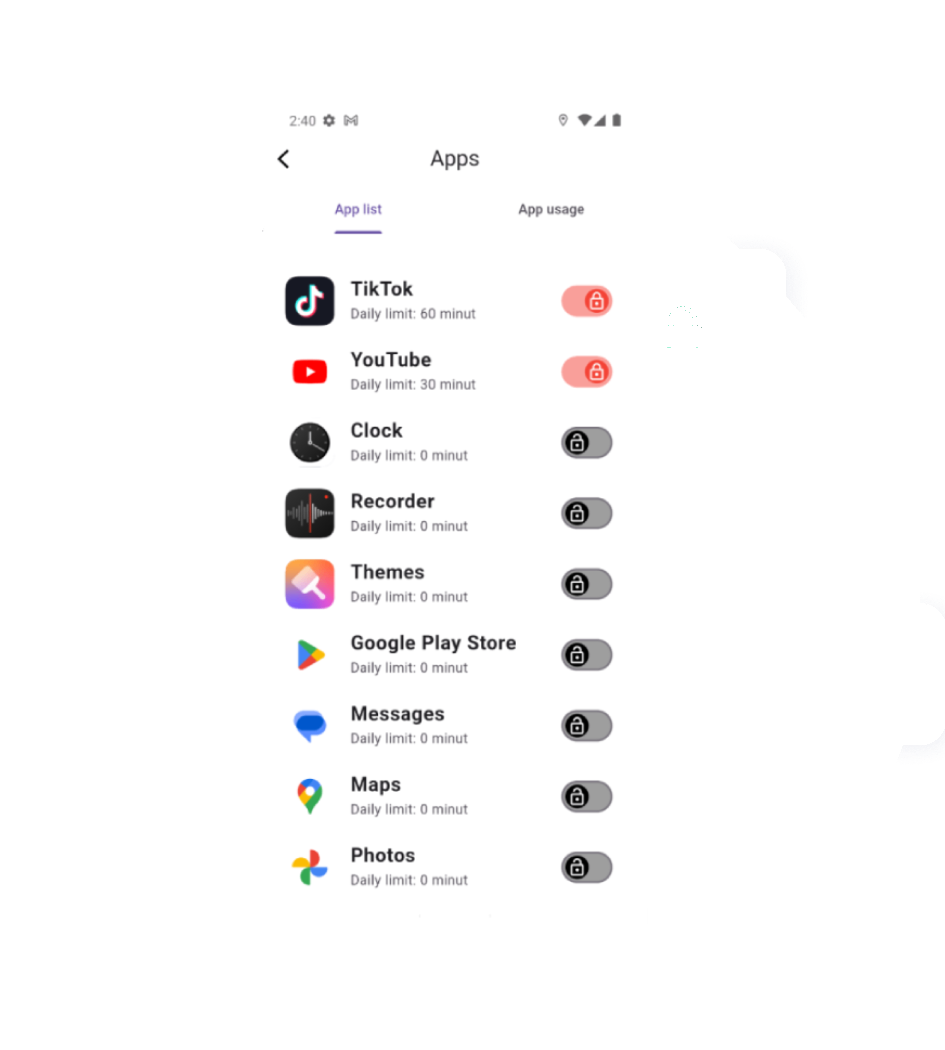 2:40
Apps
App list
App usage
TikTok
Daily limit: 60 minut
YouTube
Daily limit: 30 minut
Clock
Daily limit: 0 minut
Recorder
Daily limit: 0 minut
Themes
Daily limit: 0 minut
Google Play Store
Daily limit: 0 minut
Messages
Daily limit: 0 minut
Maps
Daily limit: 0 minut
Photos
Daily limit: 0 minut